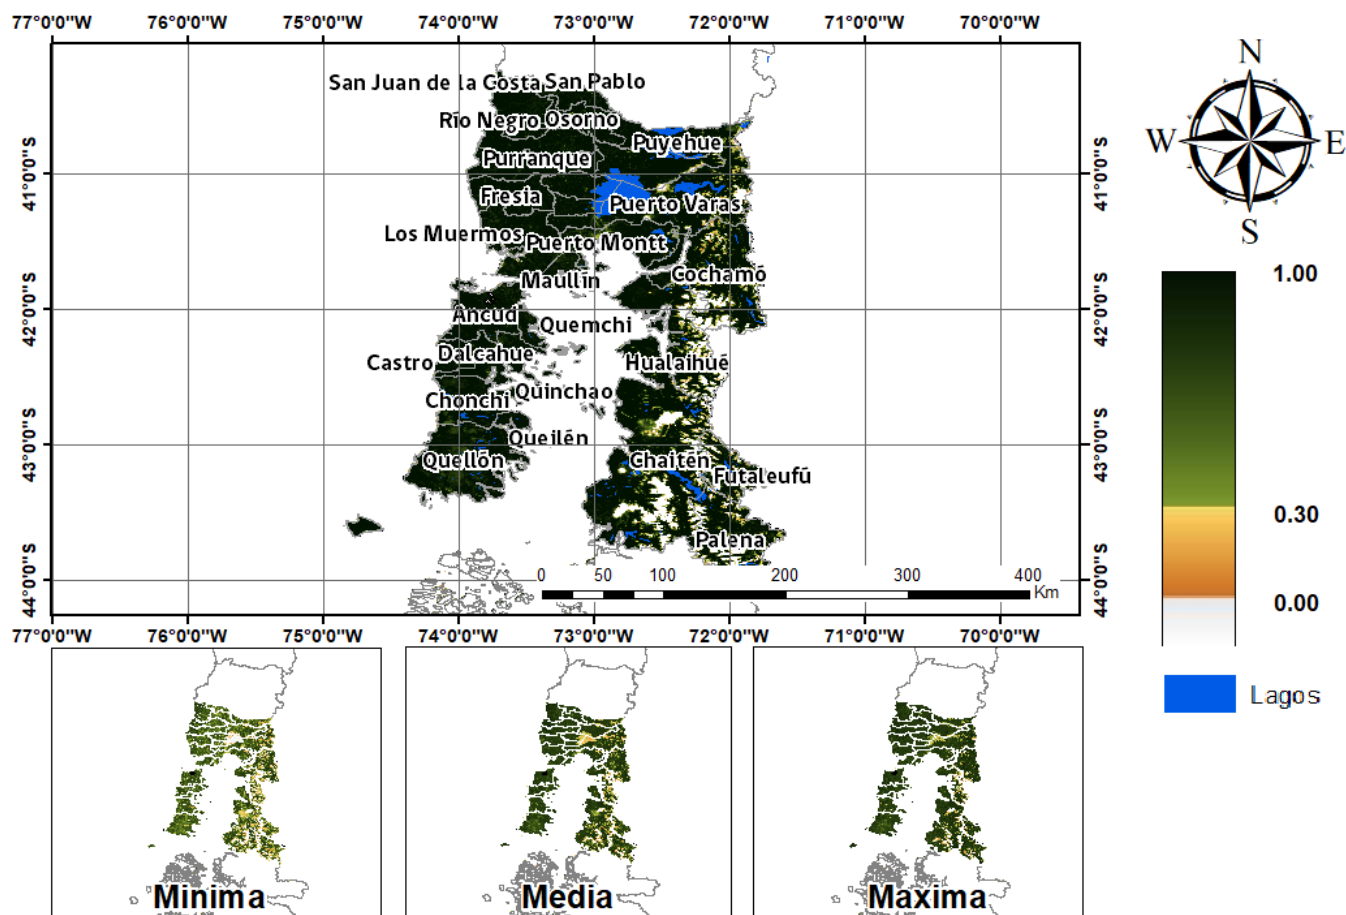 77°0'0"W 76°0'0"W 75°0'0"W 74°0'0"W 73°0'0"W 72°0'0"W 71°0'0"W 70°0'0"W
N
W E
S
San Juan de la Costa San Pablo
Río Negro Osorno
Puyehue
Purranque
41°0'0"S 41°0'0"S
Fresia
Puerto Varas
Los Muermos
Puerto Montt
Cochamó
Maullín
42°0'0"S 42°0'0"S
Ancud
Quemchi
Dalcahue
Castro
Hualaihué
Quinchao
Chonchi
43°0'0"S 43°0'0"S
Queilén
Quellón
Chaitén
Futaleufú
Palena
44°0'0"S 44°0'0"S
0 50 100 200 300 400
Km
77°0'0"W 76°0'0"W 75°0'0"W 74°0'0"W 73°0'0"W 72°0'0"W 71°0'0"W 70°0'0"W
1.00
0.30
0.00
Lagos
Minima
Media
Maxima